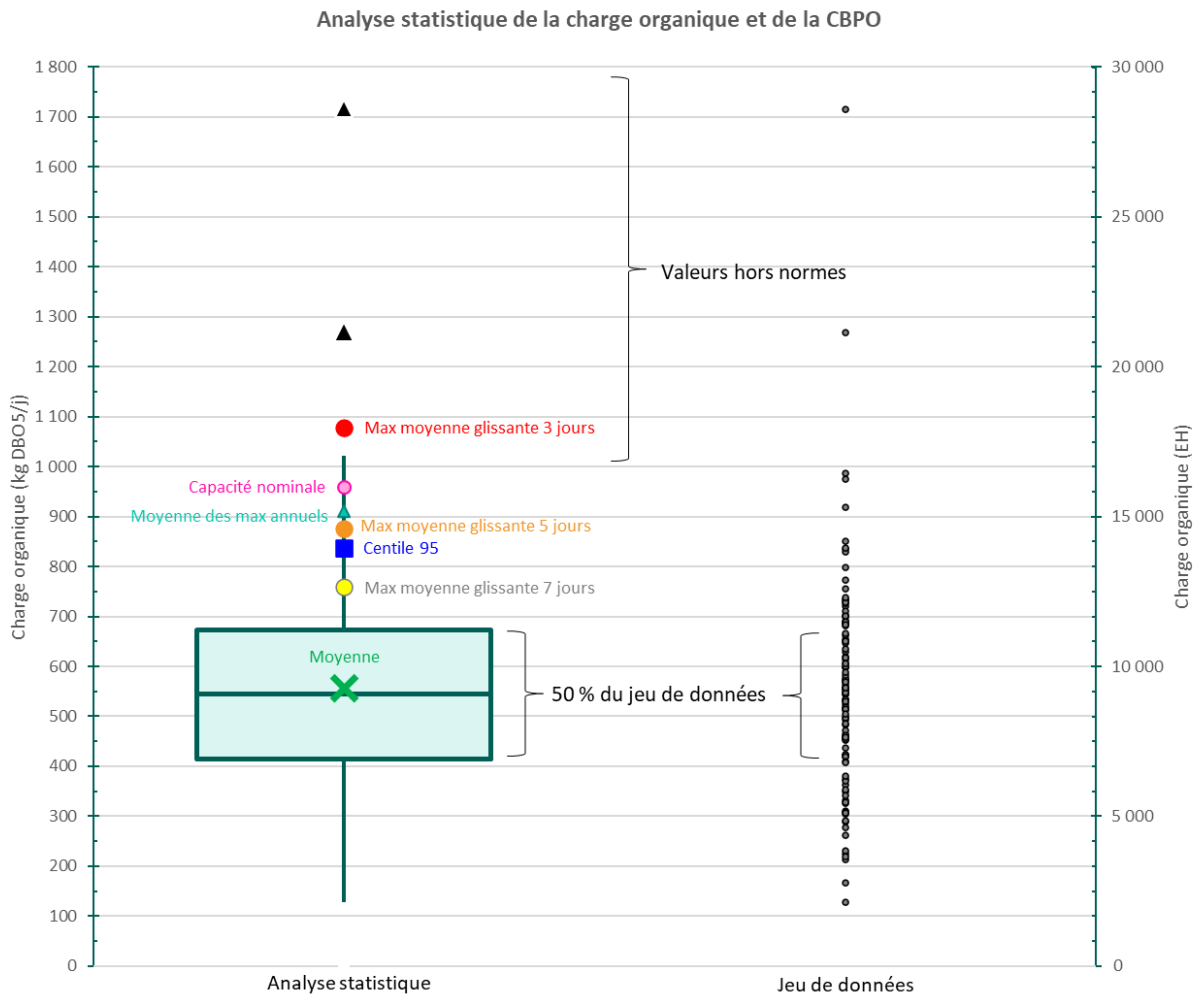 Analyse statistique de la charge organique et de la CBPO
Charge organique (kg DBO5/j)
1 800
1 700
1 600
1 500
1 400
1 300
1 200
1 100
1 000
900
800
700
600
500
400
300
200
100
0
Valeurs hors normes
Max moyenne glissante 3 jours
Capacité nominale
Moyenne des max annuels
Max moyenne glissante 5 jours
Centile 95
Max moyenne glissante 7 jours
Moyenne
50 % du jeu de données
30 000
25 000
20 000
15 000
10 000
5 000
0
Charge organique (EH)
Analyse statistique
Jeu de données